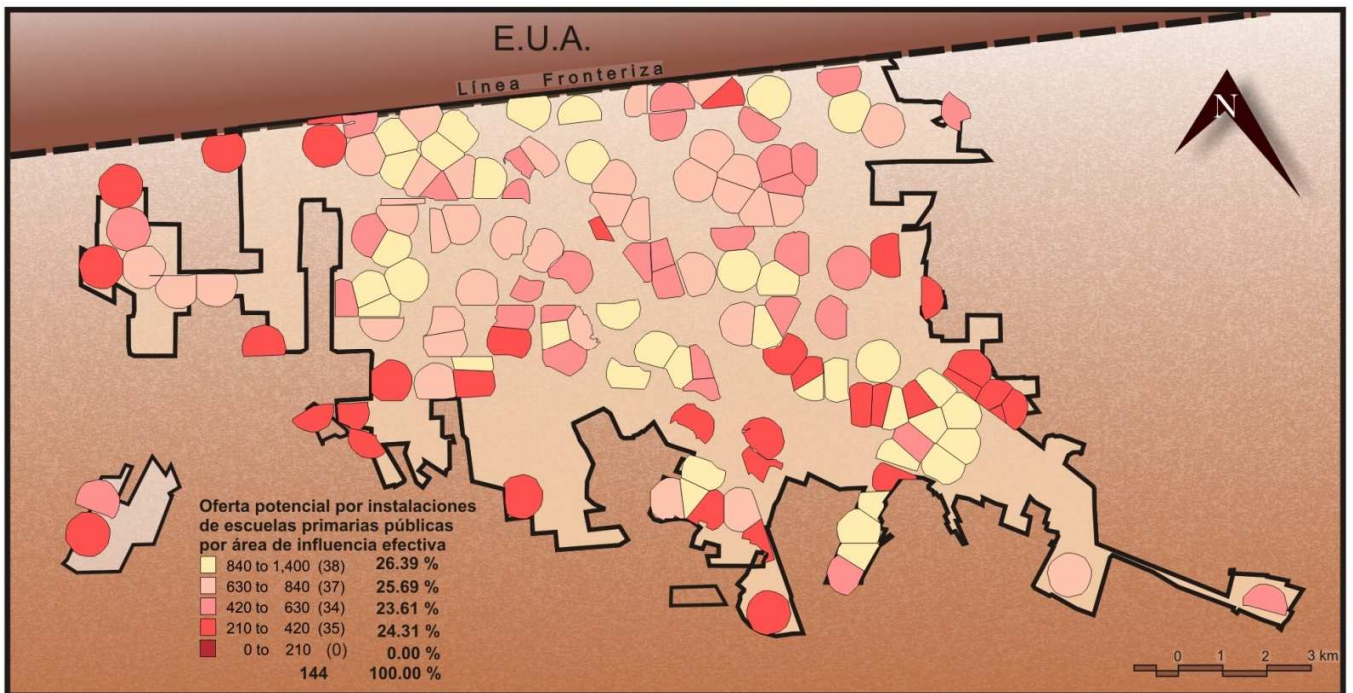 E.U.A.
Línea Fronteriza
N
Oferta potencial por instalaciones
de escuelas primarias públicas
por área de influencia efectiva
840 to 1,400 (38) 26.39 %
630 to 840 (37) 25.69 %
420 to 630 (34) 23.61 %
210 to 420 (35) 24.31 %
0 to 210 (0) 0.00 %
144 100.00 %
0 1 2 3 km